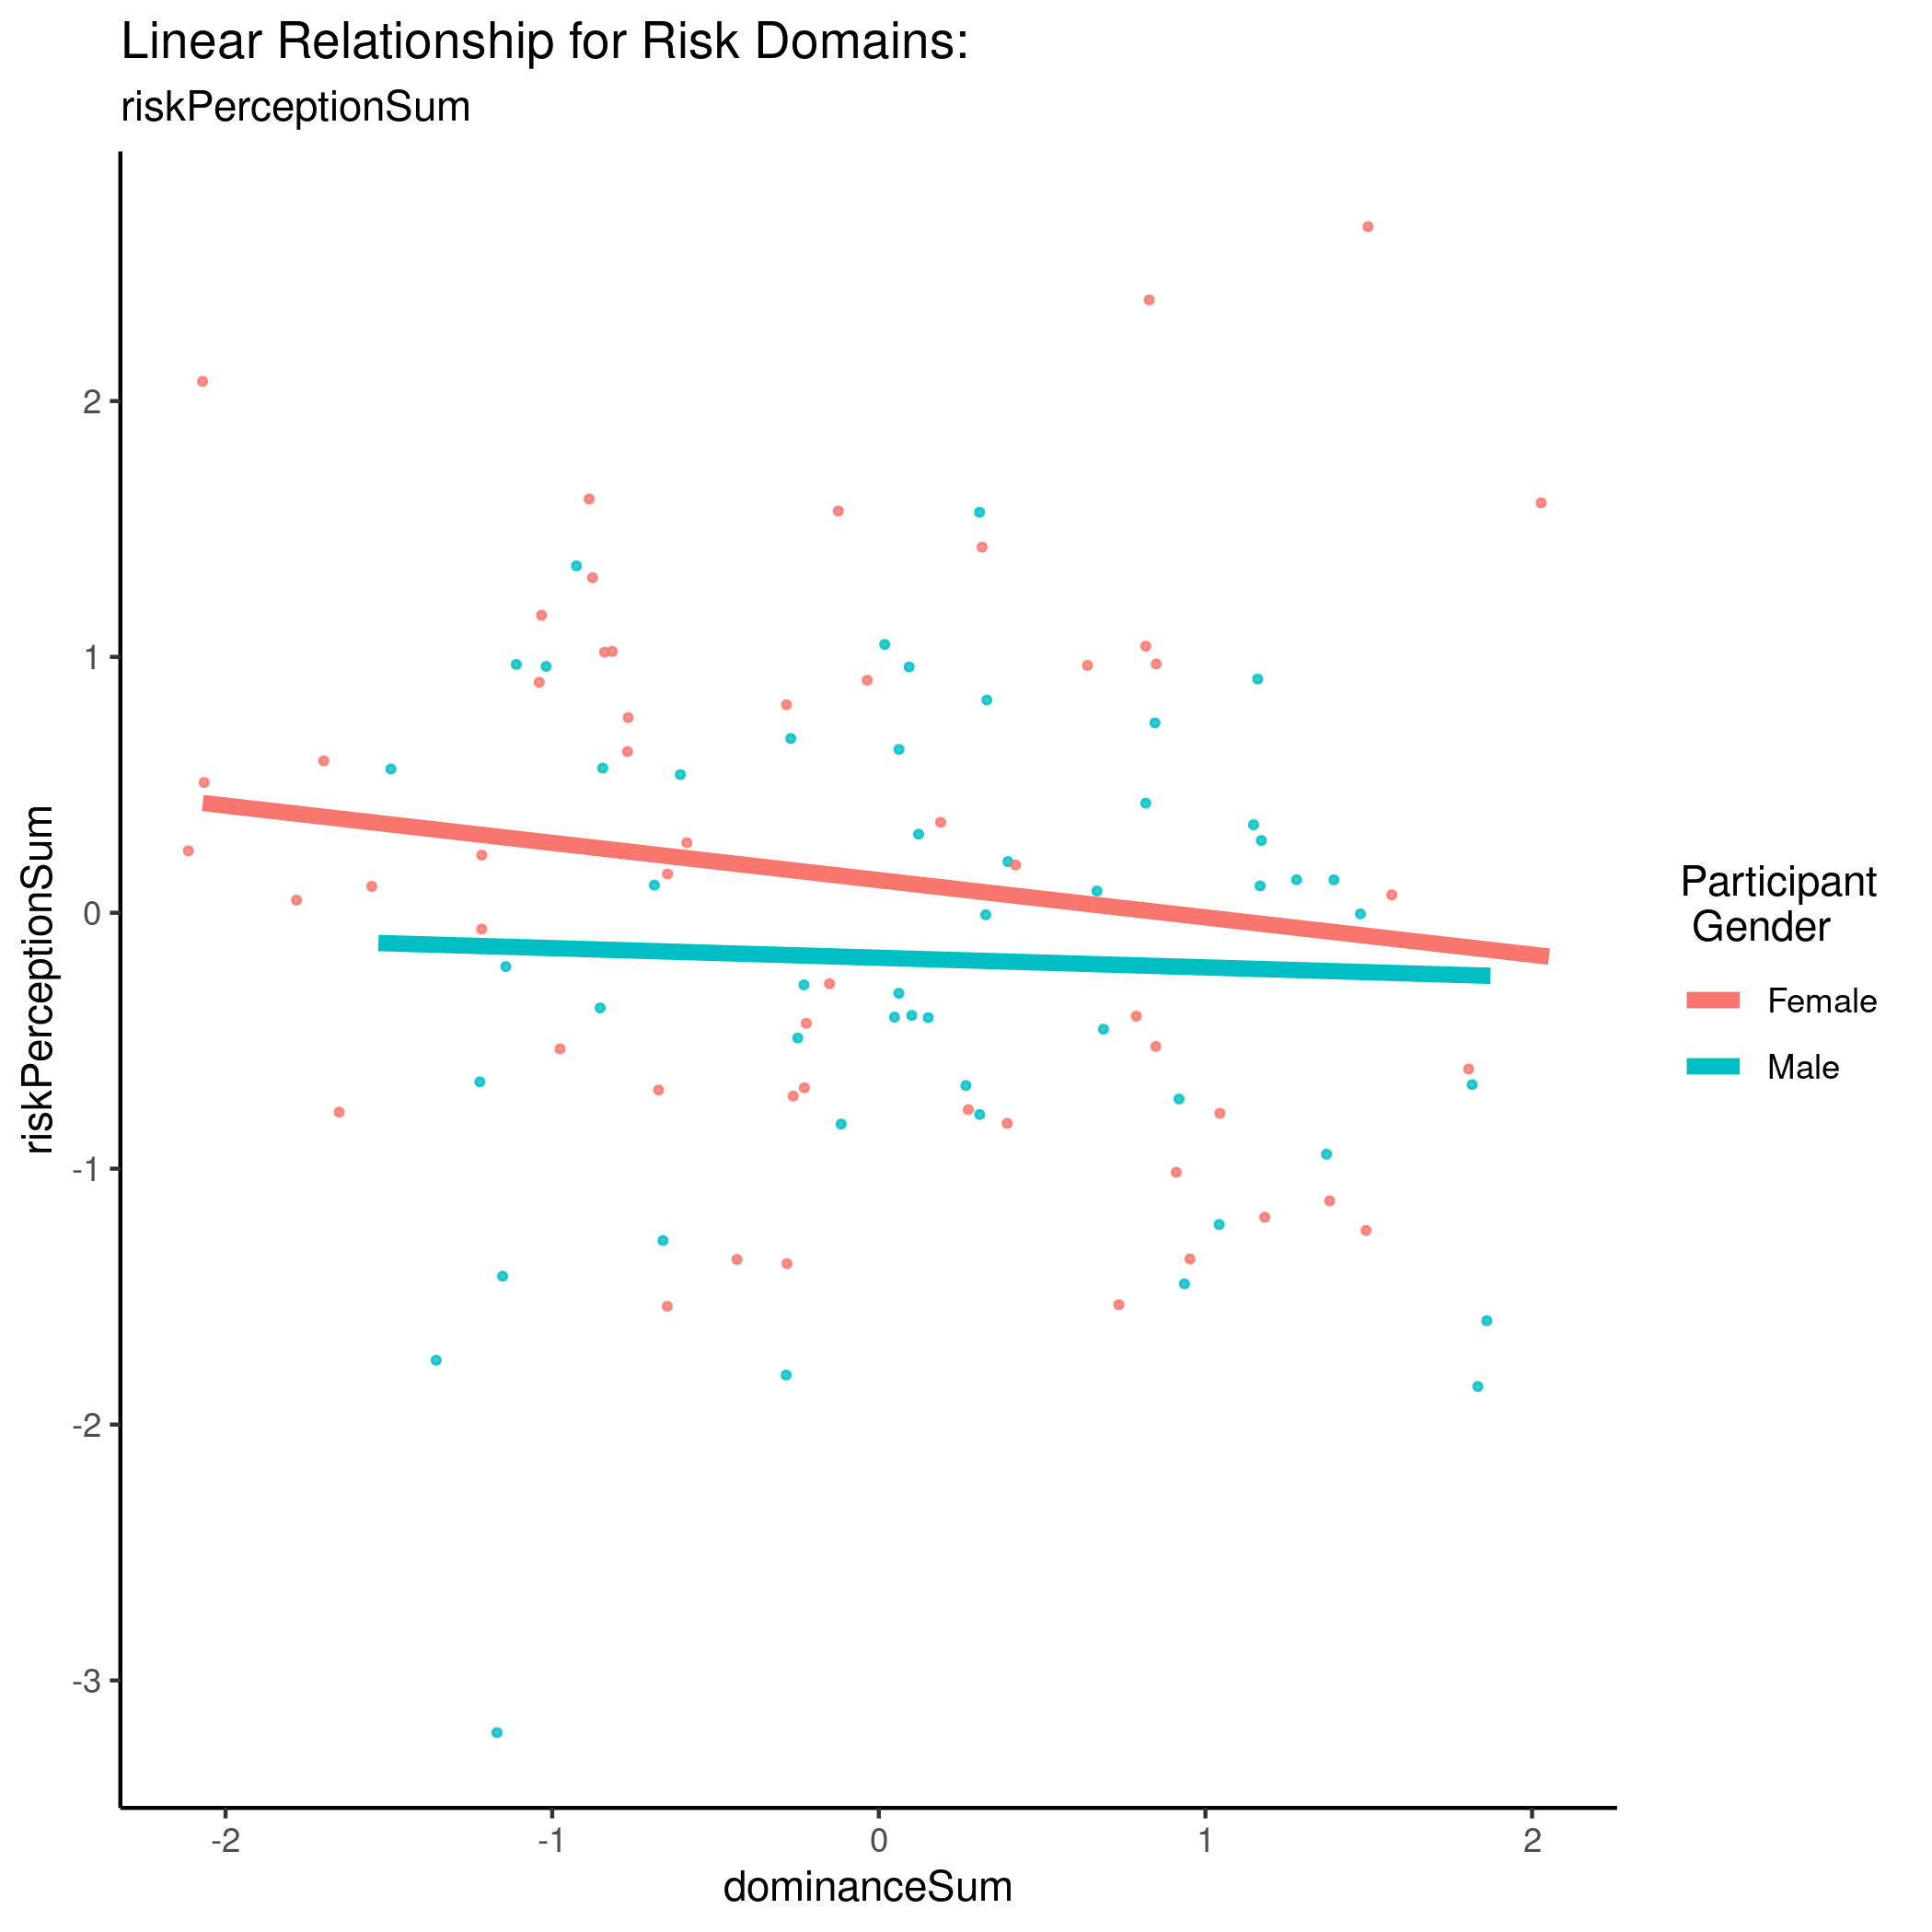 Linear Relationship for Risk Domains:
riskPerceptionSum
riskPerceptionSum
2
1
0
-1
-2
-3
-2
-1
0
1
2
dominanceSum
Participant
Gender
Female
Male